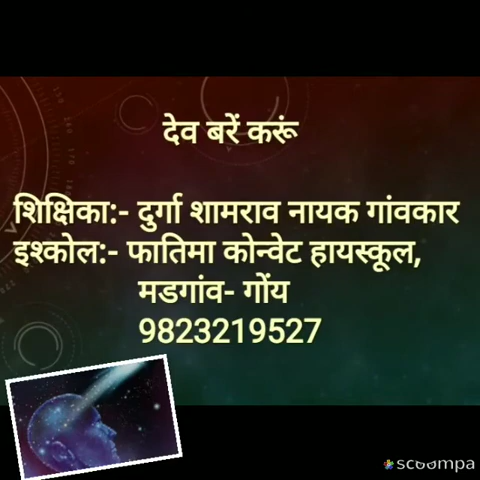 देव बरें करूं
शिक्षिका:- दुर्गा शामराव नायक गांवकार
इश्कोल:- फातिमा कोन्वेट हायस्कूल,
मडगांव- गोंय
9823219527
scoompa